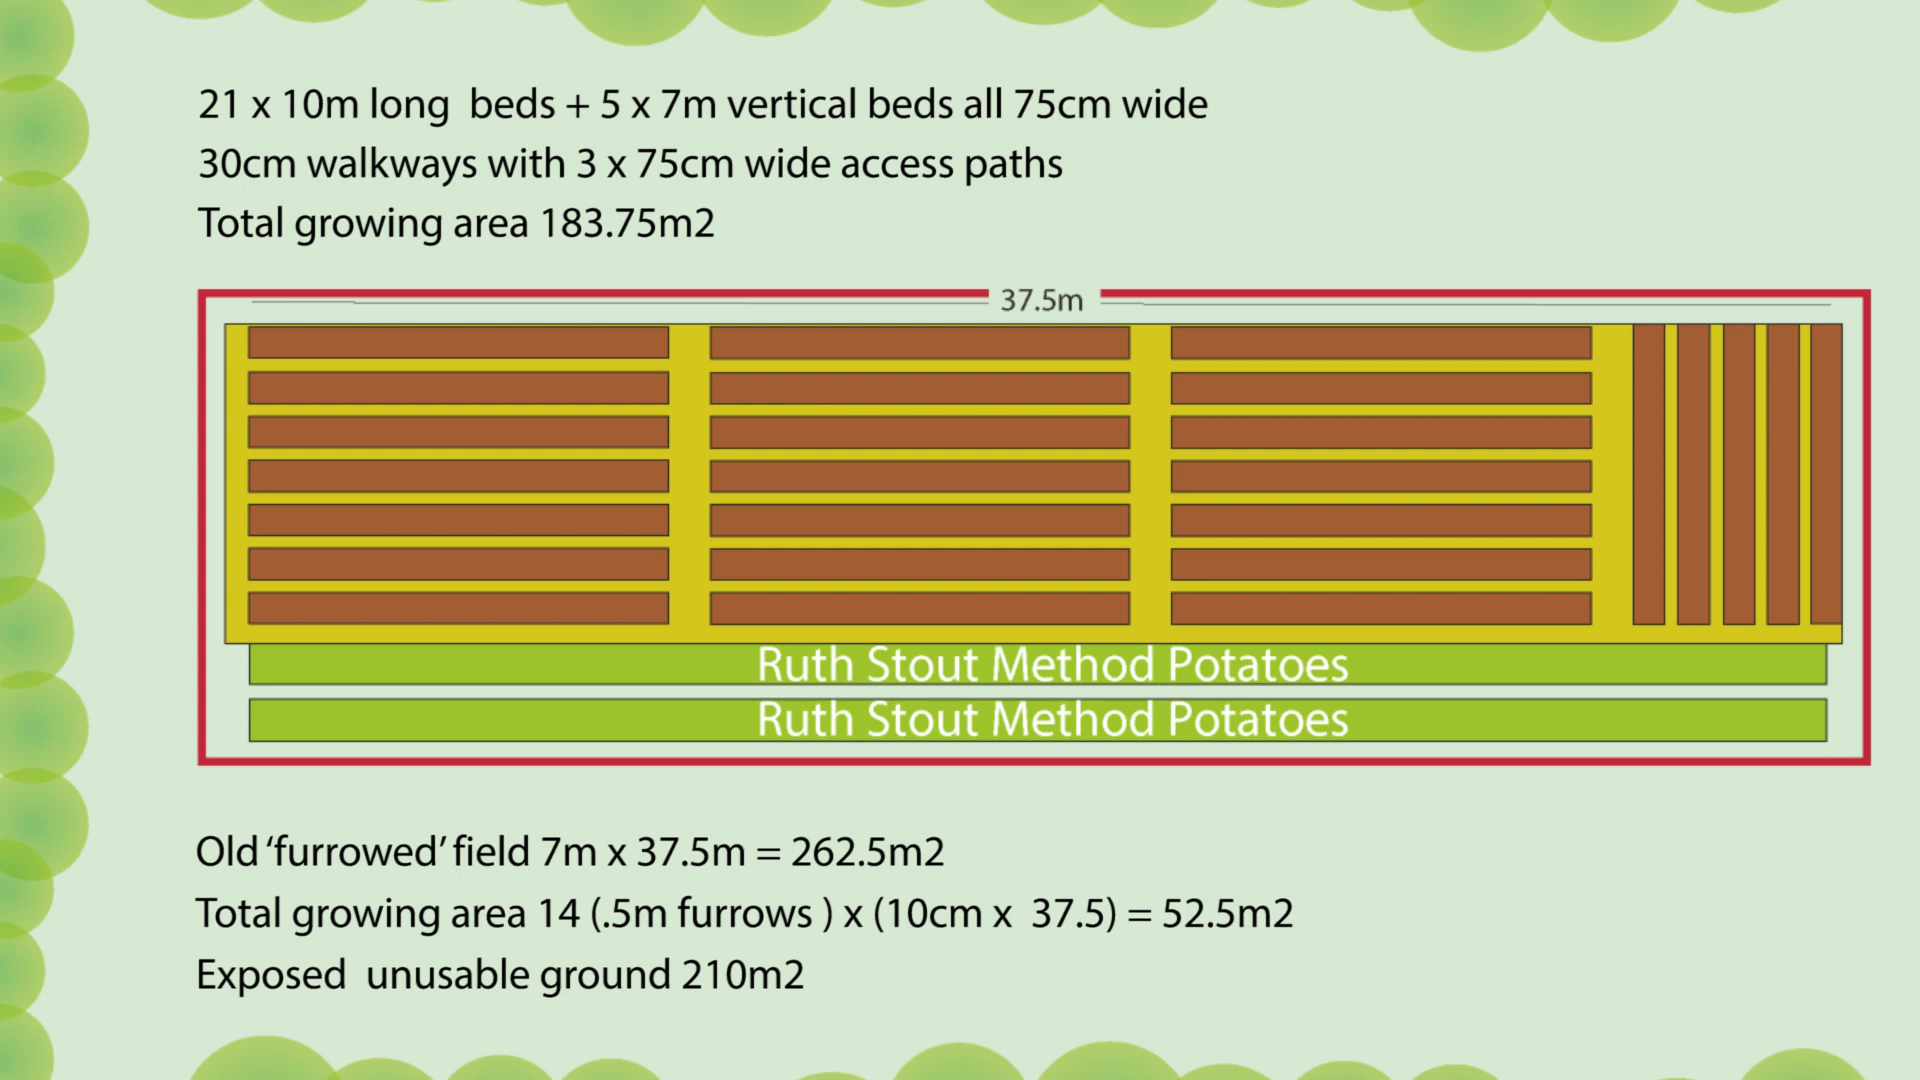 21 x 10m long beds + 5 x 7m vertical beds all 75cm wide
30cm walkways with 3 x 75cm wide access paths
Total growing area 183.75m2
37.5m
Ruth Stout Method Potatoes
Ruth Stout Method Potatoes
Old ‘furrowed’ field 7m x 37.5m = 262.5m2
Total growing area 14 (.5m furrows ) x (10cm x 37.5) = 52.5m2
Exposed unusable ground 210m2